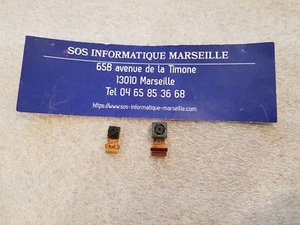 SOS INFORMATIQUE MARSEILLE
65B avenue de la Timone
13010 Marseille
Tel 04 65 85 36 68
https://www.sos-informatique-marseille.com